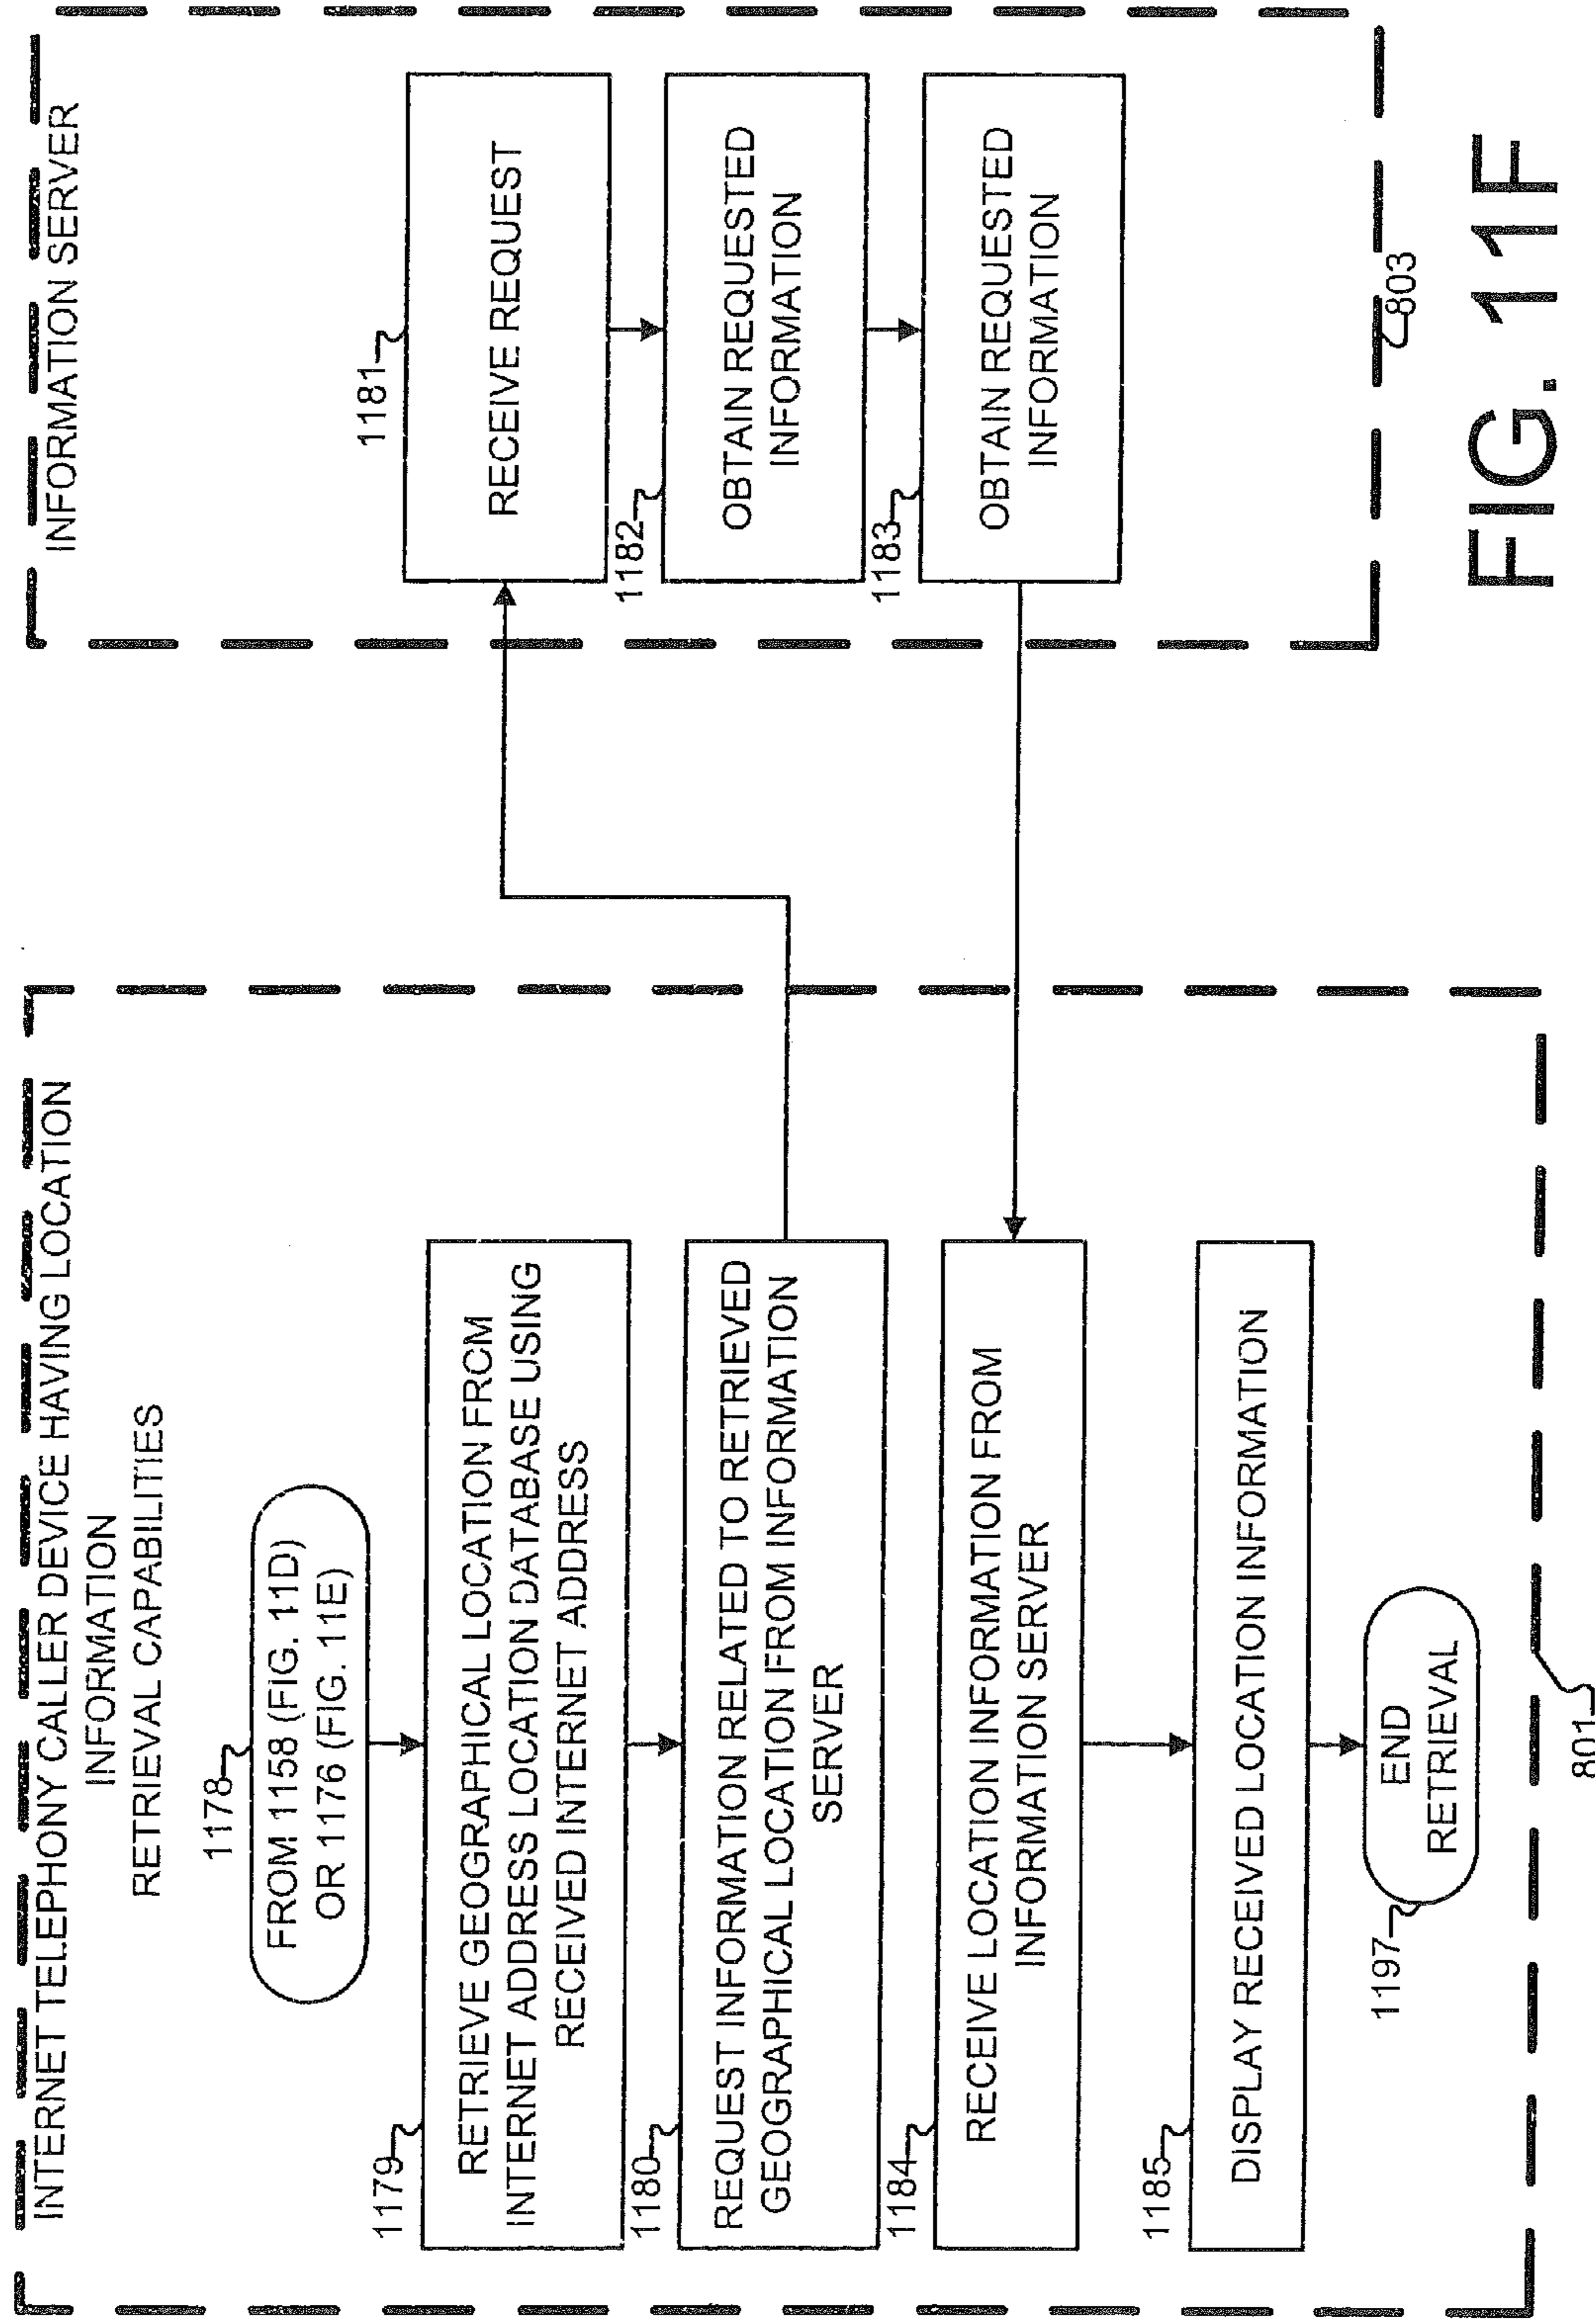 INTERNET TELEPHONY CALLER DEVICE HAVING LOCATION
INFORMATION
RETRIEVAL CAPABILITIES
1178
FROM 1158 (FIG. 11D)
OR 1176 (FIG. 11E)
1179
RETRIEVE GEOGRAPHICAL LOCATION FROM
INTERNET ADDRESS LOCATION DATABASE USING
RECEIVED INTERNET ADDRESS
1180
REQUEST INFORMATION RELATED TO RETRIEVED
GEOGRAPHICAL LOCATION FROM INFORMATION
SERVER
1184
RECEIVE LOCATION INFORMATION FROM
INFORMATION SERVER
1185
DISPLAY RECEIVED LOCATION INFORMATION
1197
END
RETRIEVAL
801
INFORMATION SERVER
1181
RECEIVE REQUEST
1182
OBTAIN REQUESTED
INFORMATION
1183
OBTAIN REQUESTED
INFORMATION
803
FIG. 11F